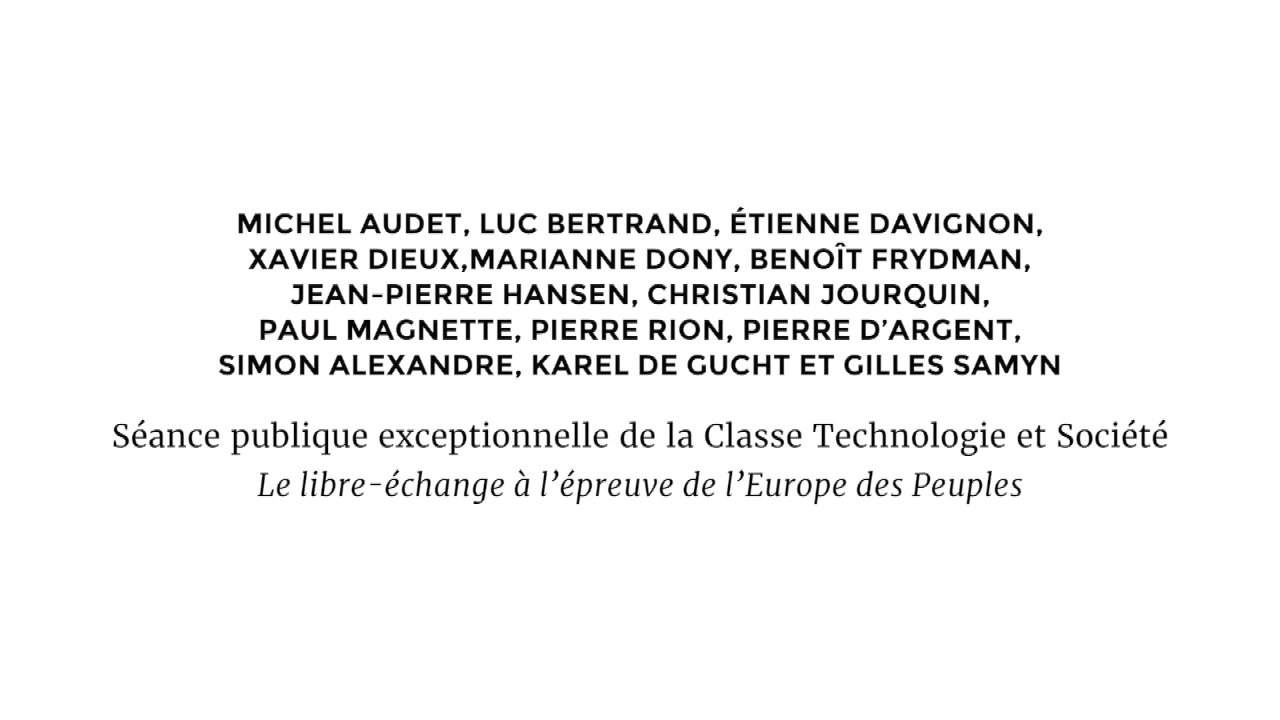 MICHEL AUDET, LUC BERTRAND, ÉTIENNE DAVIGNON,
XAVIER DIEUX,MARIANNE DONY, BENOÎT FRYDMAN,
JEAN-PIERRE HANSEN, CHRISTIAN JOURQUIN,
PAUL MAGNETTE, PIERRE RION, PIERRE D’ARGENT,
SIMON ALEXANDRE, KAREL DE GUCHT ET GILLES SAMYN
Séance publique exceptionnelle de la Classe Technologie et Société
Le libre-échange à l’épreuve de l’Europe des Peuples